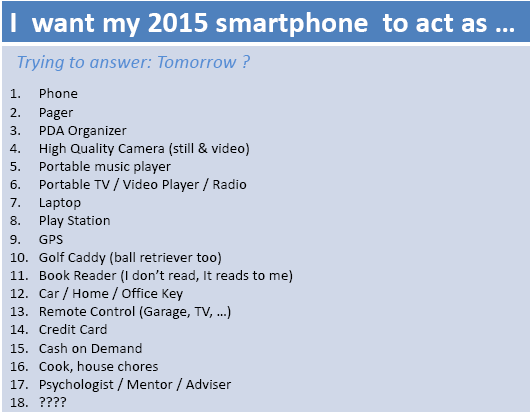 I want my 2015 smartphone to act as ...
Trying to answer: Tomorrow ?
1. Phone
2. Pager
3. PDA Organizer
4. High Quality Camera (still & video)
5. Portable music player
6. Portable TV / Video Player / Radio
7. Laptop
8. Play Station
9. GPS
10. Golf Caddy (ball retriever too)
11. Book Reader (I don't read, It reads to me)
12. Car / Home / Office Key
13. Remote Control (Garage, TV, ...)
14. Credit Card
15. Cash on Demand
16. Cook, house chores
17. Psychologist / Mentor / Adviser
18. ????